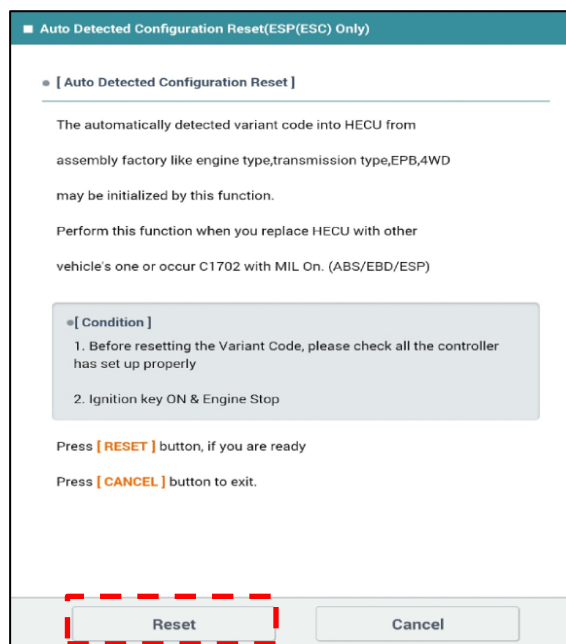 Auto Detected Configuration Reset(ESP(ESC) Only)
[ Auto Detected Configuration Reset ]
The automatically detected variant code into HECU from
assembly factory like engine type,transmission type,EPB,4WD
may be initialized by this function.
Perform this function when you replace HECU with other
vehicle's one or occur C1702 with MIL On. (ABS/EBD/ESP)
[ Condition ]
1. Before resetting the Variant Code, please check all the controller
has set up properly
2. Ignition key ON & Engine Stop
Press [ RESET ] button, if you are ready
Press [ CANCEL ] button to exit.
Reset
Cancel